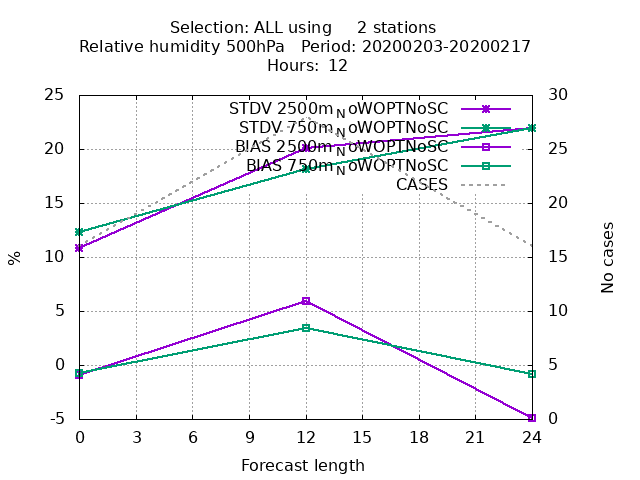 Selection: ALL using     2 stations
Relative humidity 500hPa   Period: 20200203-20200217
Hours:  12
STDV 2500m_NoWOPTNoSC
STDV 750m_NoWOPTNoSC
BIAS 2500m_NoWOPTNoSC
BIAS 750m_NoWOPTNoSC
CASES
25
20
15
10
5
0
-5
%
30
25
20
15
10
5
0
No cases
0 3 6 9 12 15 18 21 24
Forecast length